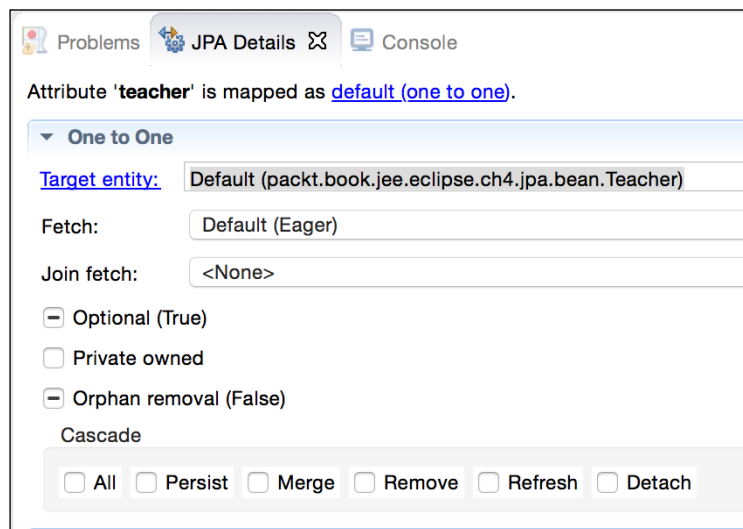 Problems JPA Details Console
Attribute 'teacher' is mapped as default (one to one).
One to One
Target entity: Default (packt.book.jee.eclipse.ch4.jpa.bean.Teacher)
Fetch: Default (Eager)
Join fetch: <None>
Optional (True)
Private owned
Orphan removal (False)
Cascade
All Persist Merge Remove Refresh Detach